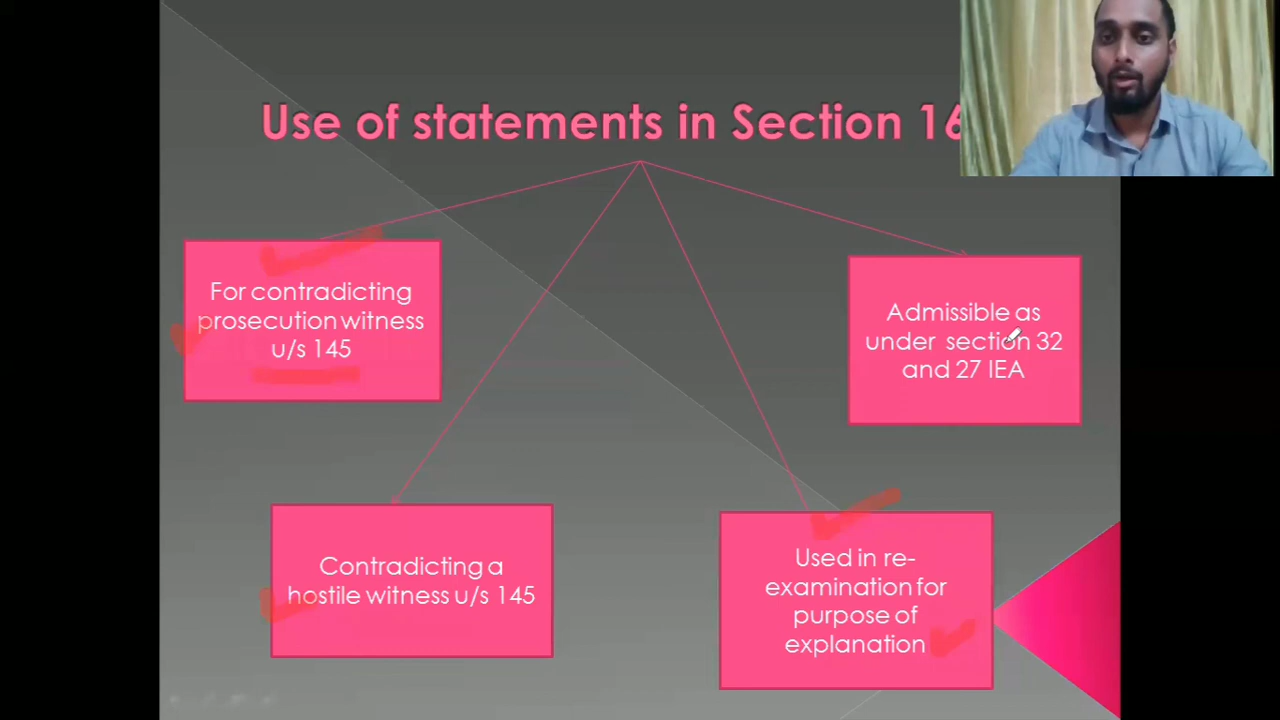 Use of statements in Section 16
For contradicting
prosecution witness
u/s 145
Admissible as
under section 32
and 27 IEA
Contradicting a
hostile witness u/s 145
Used in re-
examination for
purpose of
explanation